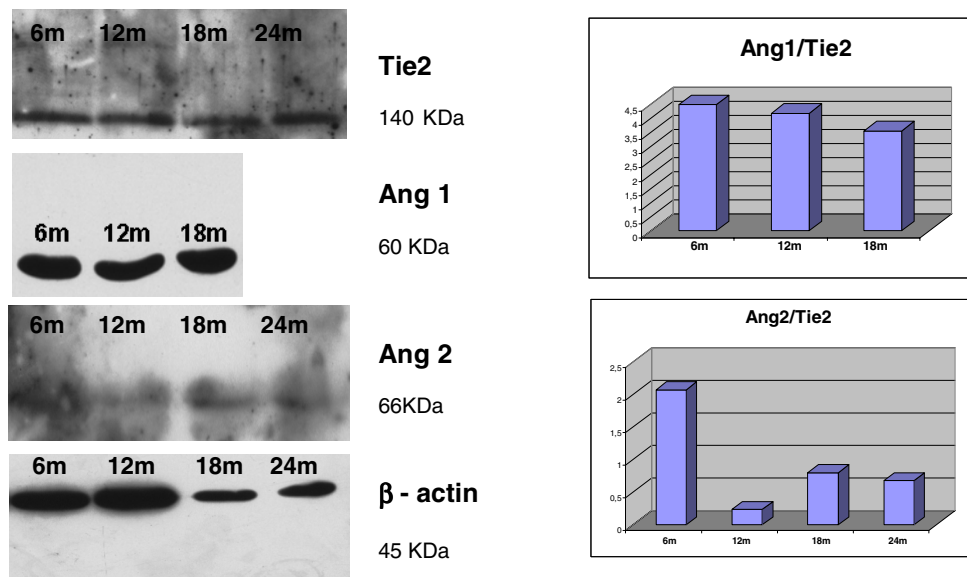 6m 12m 18m 24m
Tie2
140 KDa
6m 12m 18m
Ang 1
60 KDa
6m 12m 18m 24m
Ang 2
66KDa
6m 12m 18m 24m
β - actin
45 KDa
Ang1/Tie2
4,5
4
3,5
3
2,5
2
1,5
1
0,5
0
6m 12m 18m
Ang2/Tie2
2,5
2
1,5
1
0,5
0
6m 12m 18m 24m